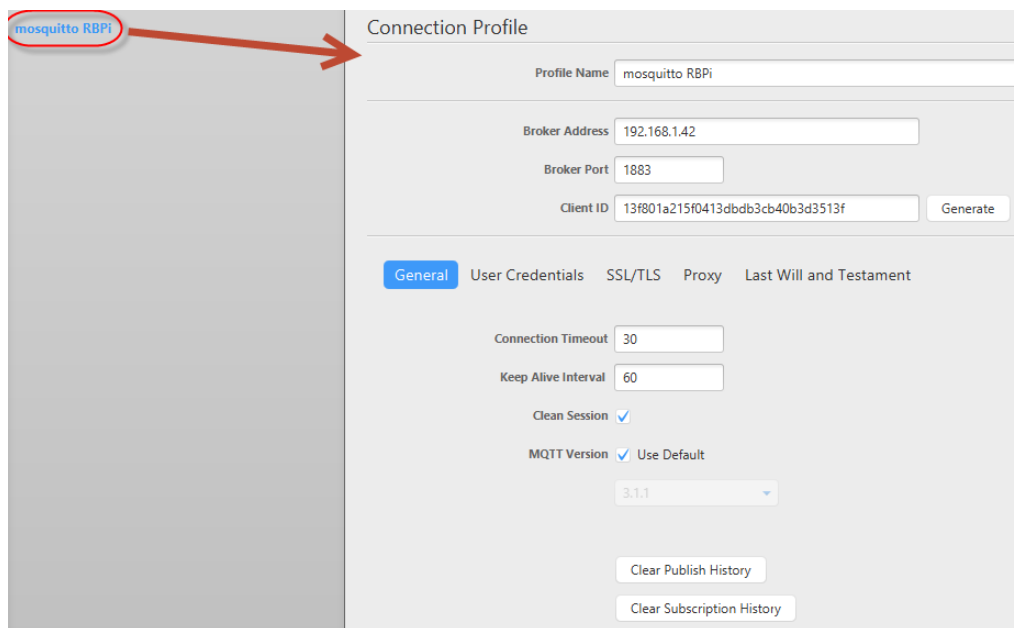 mosquitto RBPi
Connection Profile
Profile Name mosquitto RBPi
Broker Address 192.168.1.42
Broker Port 1883
Client ID 13f801a215f0413dbdb3cb40b3d3513f Generate
General User Credentials SSL/TLS Proxy Last Will and Testament
Connection Timeout 30
Keep Alive Interval 60
Clean Session
MQTT Version Use Default
3.1.1
Clear Publish History
Clear Subscription History